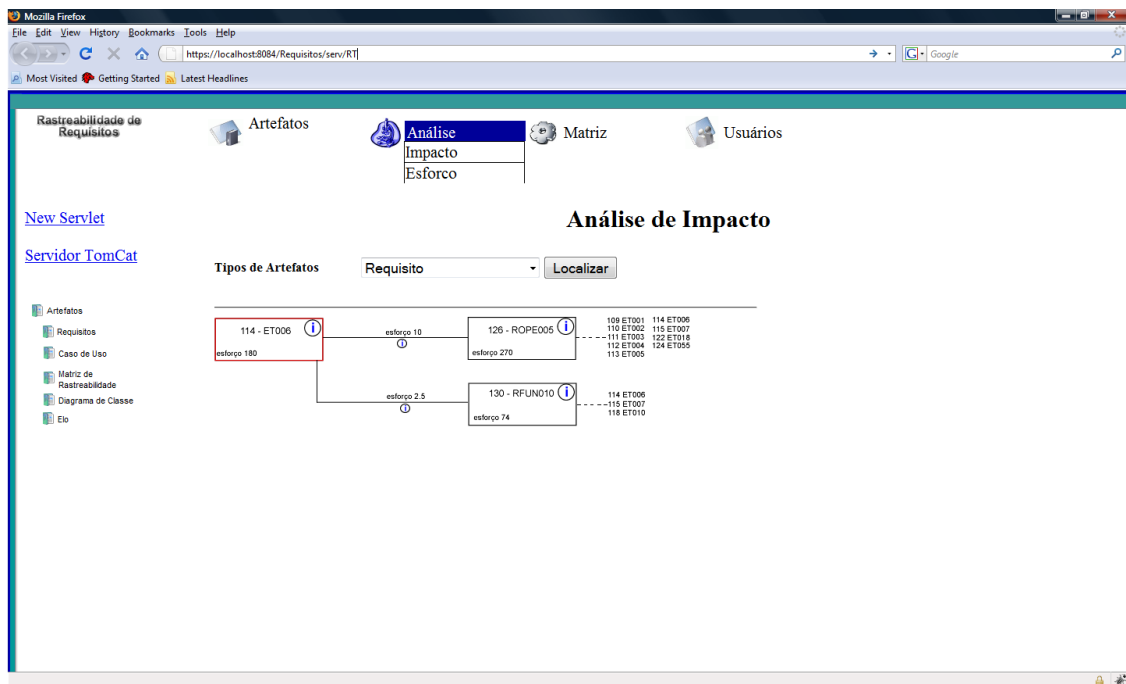 Mozilla Firefox
File Edit View History Bookmarks Tools Help
https://localhost:8084/Requisitos/serv/RT
G Google
Most Visited Getting Started Latest Headlines
Rastreabilidade de
Requisitos
Artefatos
Análise
Impacto
Esforco
Matriz
Usuários
New Servlet
Servidor TomCat
Análise de Impacto
Tipos de Artefatos Requisito Localizar
Artefatos
Requisitos
Caso de Uso
Matriz de
Rastreabilidade
Diagrama de Classe
Elo
114 - ET006 i
esforço 180
esforço 10
i
126 - ROPE005 i
esforço 270
109 ET001 114 ET006
110 ET002 115 ET007
111 ET003 122 ET018
112 ET004 124 ET055
113 ET005
esforço 2.5
i
130 - RFUN010 i
esforço 74
114 ET006
115 ET007
118 ET010